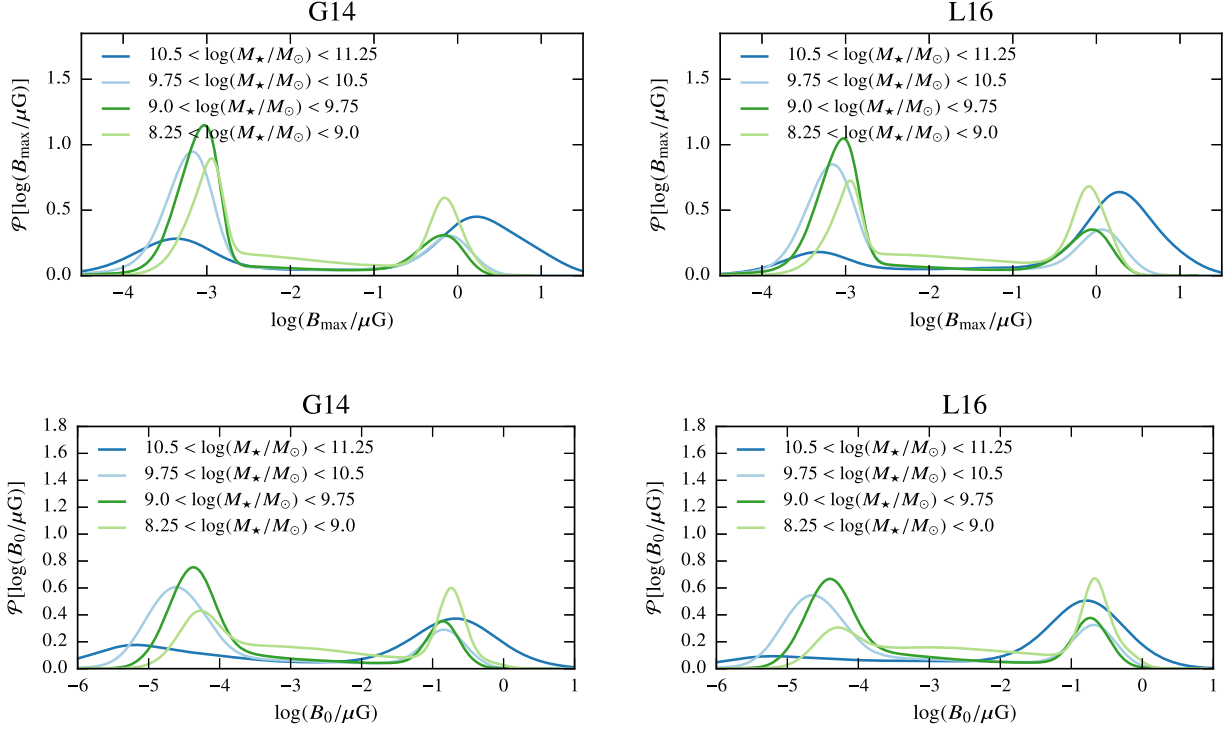 G14
1.5
1.0
0.5
0.0
𝒫[log(B_max/μG)]
10.5 < log(M★/M⊙) < 11.25
9.75 < log(M★/M⊙) < 10.5
9.0 < log(M★/M⊙) < 9.75
8.25 < log(M★/M⊙) < 9.0
−4 −3 −2 −1 0 1
log(B_max/μG)
L16
1.5
1.0
0.5
0.0
𝒫[log(B_max/μG)]
10.5 < log(M★/M⊙) < 11.25
9.75 < log(M★/M⊙) < 10.5
9.0 < log(M★/M⊙) < 9.75
8.25 < log(M★/M⊙) < 9.0
−4 −3 −2 −1 0 1
log(B_max/μG)
G14
1.8
1.6
1.4
1.2
1.0
0.8
0.6
0.4
0.2
0.0
𝒫[log(B_0/μG)]
10.5 < log(M★/M⊙) < 11.25
9.75 < log(M★/M⊙) < 10.5
9.0 < log(M★/M⊙) < 9.75
8.25 < log(M★/M⊙) < 9.0
−6 −5 −4 −3 −2 −1 0 1
log(B_0/μG)
L16
1.8
1.6
1.4
1.2
1.0
0.8
0.6
0.4
0.2
0.0
𝒫[log(B_0/μG)]
10.5 < log(M★/M⊙) < 11.25
9.75 < log(M★/M⊙) < 10.5
9.0 < log(M★/M⊙) < 9.75
8.25 < log(M★/M⊙) < 9.0
−6 −5 −4 −3 −2 −1 0 1
log(B_0/μG)